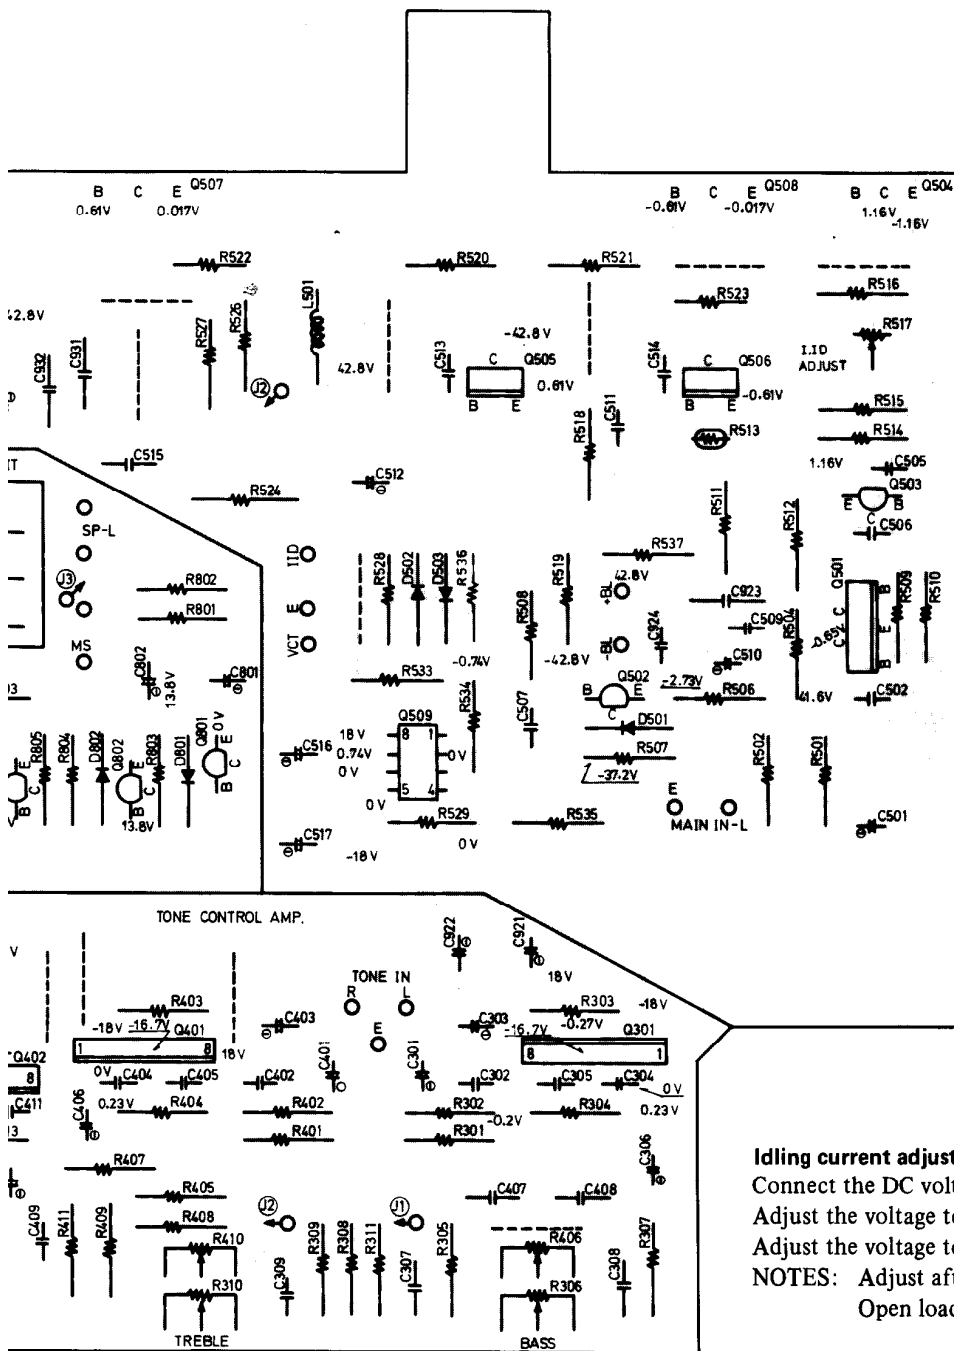 B C E Q507
0.61V 0.017V
B C E Q508
-0.61V -0.017V
B C E Q504
1.16V
-1.16V
R522
R520
R521
R523
R516
R517
L501
R526
R527
42.8V
C932
C931
J2
42.8V
C513
-42.8V
C Q505
0.61V
B E
C514
C Q506
-0.61V
B E
I.ID
ADJUST
R515
R514
R518
C511
R513
1.16V
C505
Q503
E B
C
C506
C515
C512
R524
SP-L
J3
MS
R802
R801
C802
13.8V
C801
IID
E
VCT
R528
D502
D503
R536
R508
R519
R537
42.8V
+BL
-BL
C924
C923
C509
C510
R511
R512
R504
Q501
B
C
E
C
B
-0.65V
R509
R510
-0.74V
-42.8V
R533
R534
C507
Q502
B E
C
-2.73V
R506
41.6V
C502
D501
R507
-37.2V
Q509
8 1
5 4
18V
0.74V
0V
0V
0V
C516
C517
-18V
R529
0V
R535
R502
R501
E
MAIN IN-L
C501
R805
R804
D802
Q802
R803
D801
Q801
0V
E
C
B
E
C
B
E
C
B
13.8V
TONE CONTROL AMP.
C922
C921
18V
TONE IN
R L
E
R403
-18V -16.7V Q401
1 8
18V
C403
C303
R303
-0.27V
-18V
-16.7V
Q301
8 1
Q402
8
0V
C404
C405
C402
C401
C301
C302
C305
C304
0V
0.23V
C411
C406
0.23V
R404
R402
R401
R302
-0.2V
R301
R304
C306
R407
R405
R408
C407
C408
C409
R411
R409
R410
R310
TREBLE
J2
C309
R309
R308
R311
J1
C307
R305
R406
R306
BASS
C308
R307
Idling current adjust
Connect the DC volt
Adjust the voltage to
Adjust the voltage to
NOTES: Adjust aft
Open load